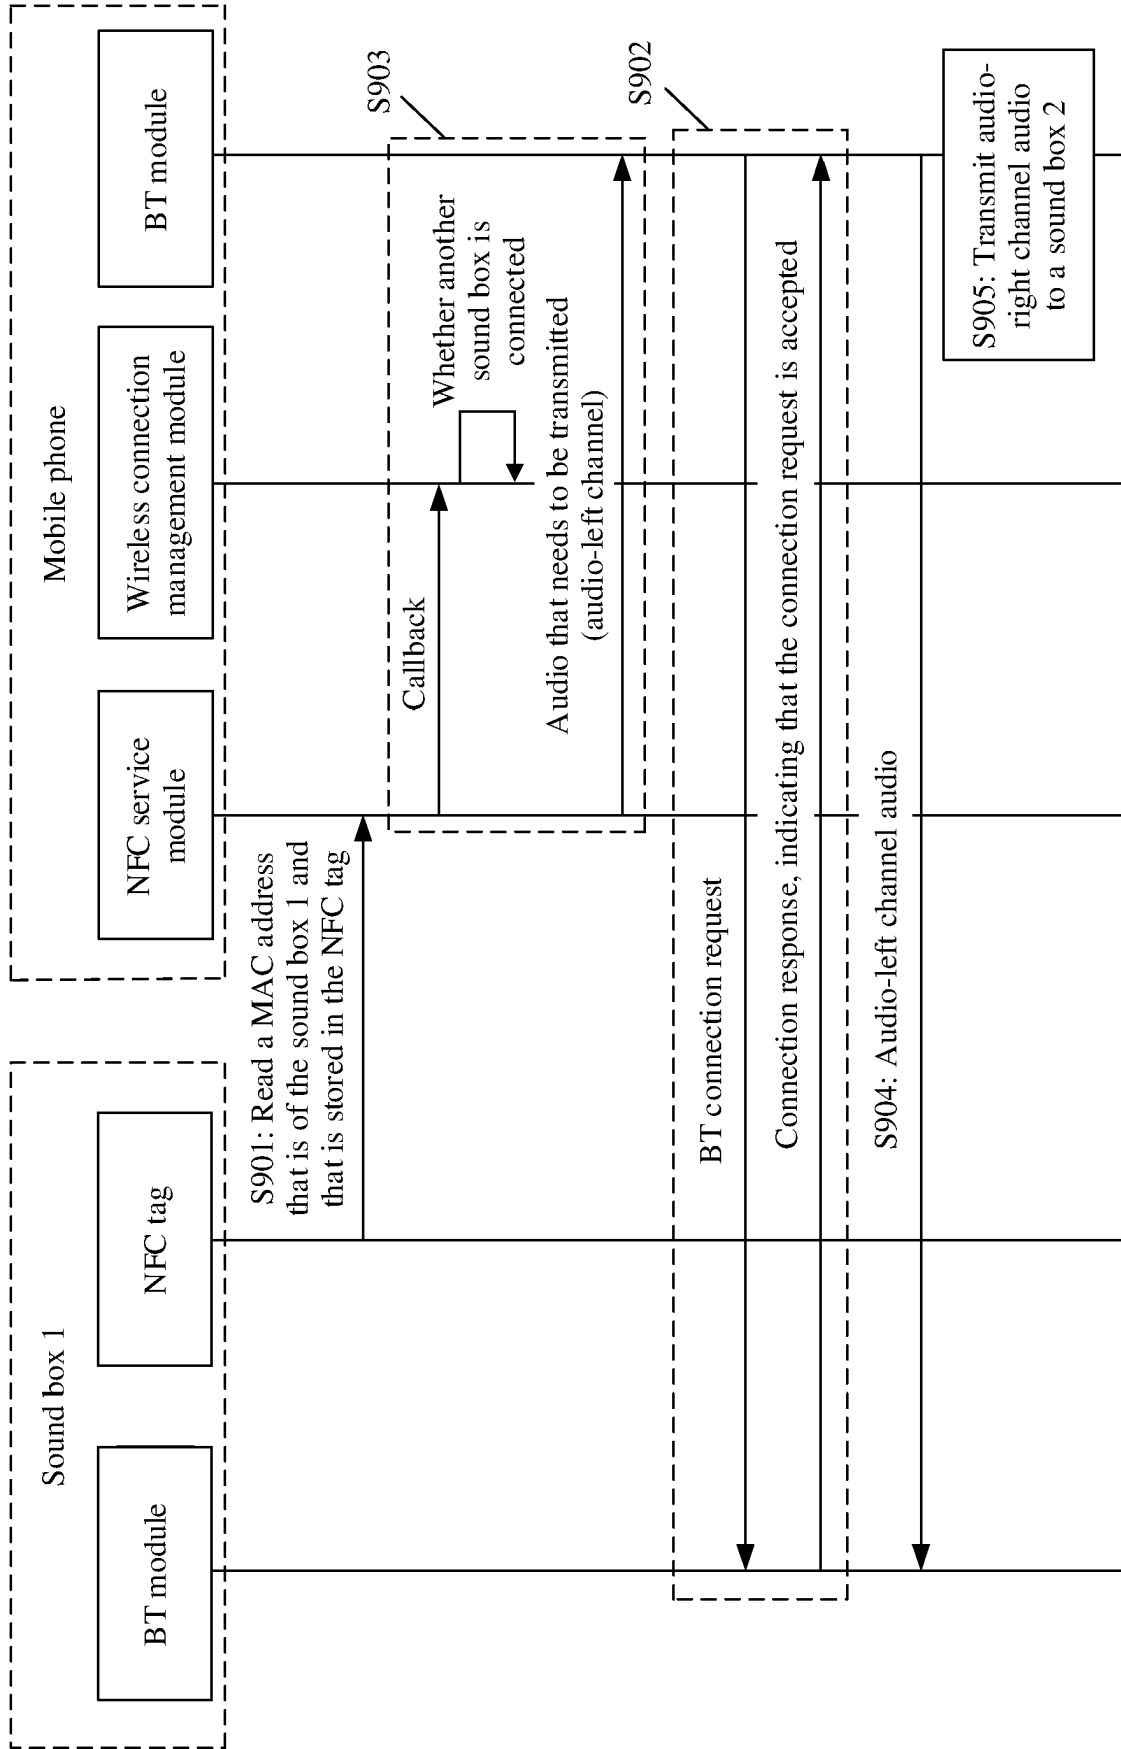 Sound box 1
Mobile phone
BT module
NFC tag
NFC service
module
Wireless connection
management module
BT module
S901: Read a MAC address
that is of the sound box 1 and
that is stored in the NFC tag
S903
Callback
Whether another
sound box is
connected
Audio that needs to be transmitted
(audio-left channel)
S902
BT connection request
Connection response, indicating that the connection request is accepted
S904: Audio-left channel audio
S905: Transmit audio-
right channel audio
to a sound box 2